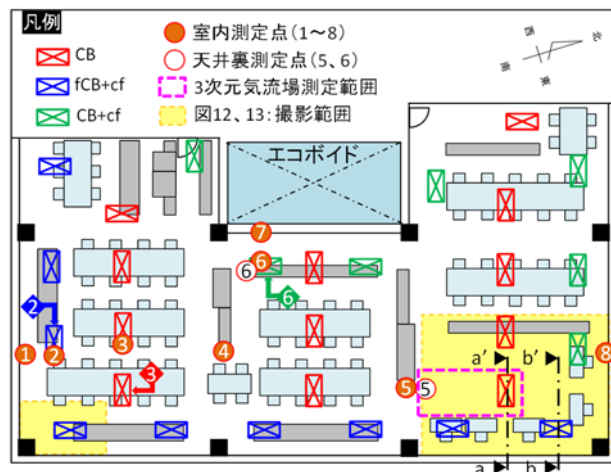 凡例
CB
fCB+cf
CB+cf
室内測定点(1～8)
天井裏測定点(5、6)
3次元気流場測定範囲
図12、13:撮影範囲
北
西
南
東
エコボイド
7
6
6
6
2
1
2
3
3
4
5
5
8
a’
b’
a
b